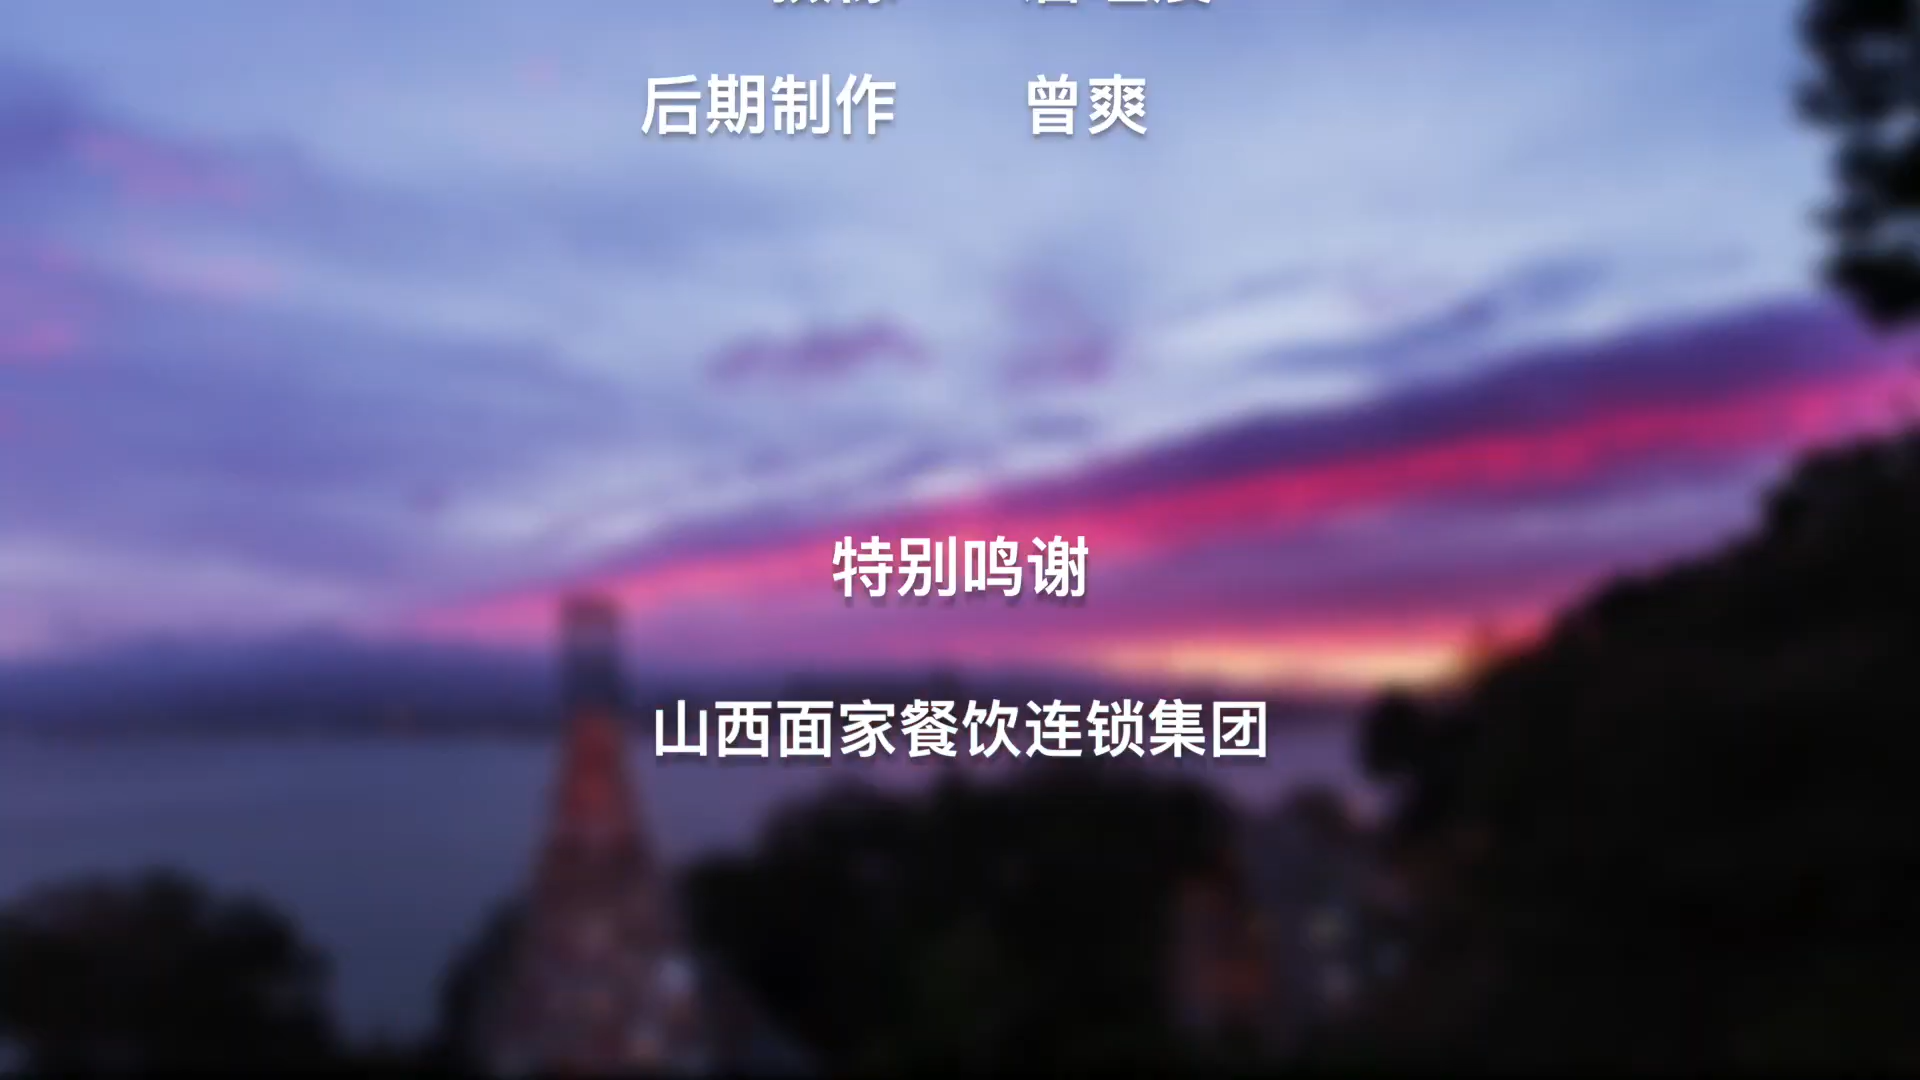 后期制作 曾爽
特别鸣谢
山西面家餐饮连锁集团